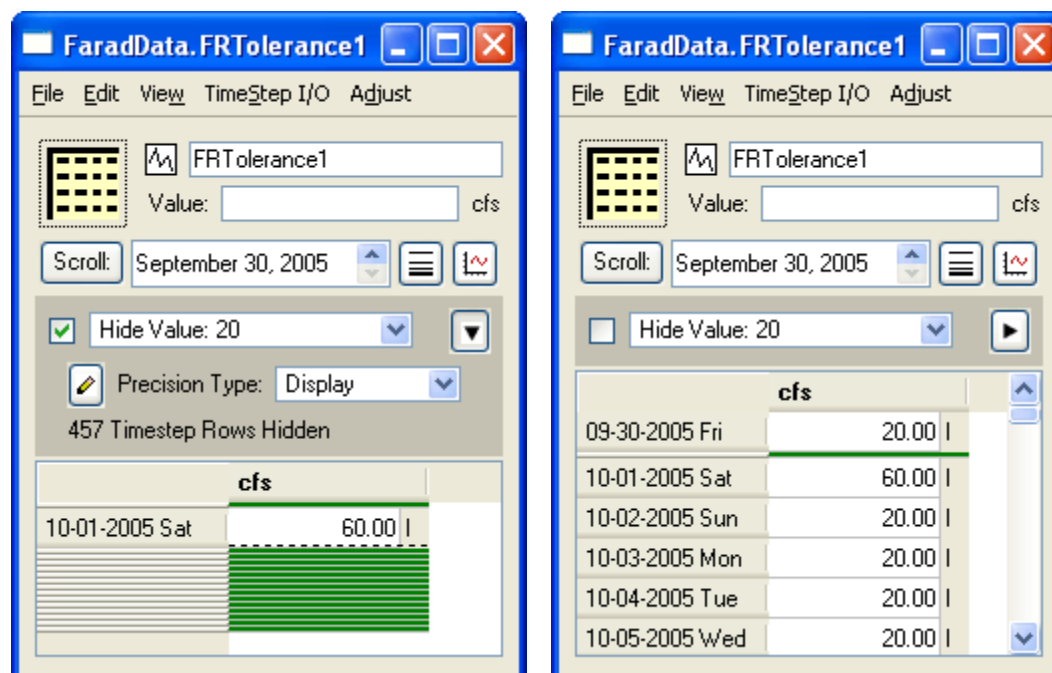 FaradData.FRTolerance1
File Edit View TimeStep I/O Adjust
FRTolerance1
Value: cfs
Scroll: September 30, 2005
Hide Value: 20
Precision Type: Display
457 Timestep Rows Hidden
cfs
10-01-2005 Sat 60.00 I
FaradData.FRTolerance1
File Edit View TimeStep I/O Adjust
FRTolerance1
Value: cfs
Scroll: September 30, 2005
Hide Value: 20
cfs
09-30-2005 Fri 20.00 I
10-01-2005 Sat 60.00 I
10-02-2005 Sun 20.00 I
10-03-2005 Mon 20.00 I
10-04-2005 Tue 20.00 I
10-05-2005 Wed 20.00 I